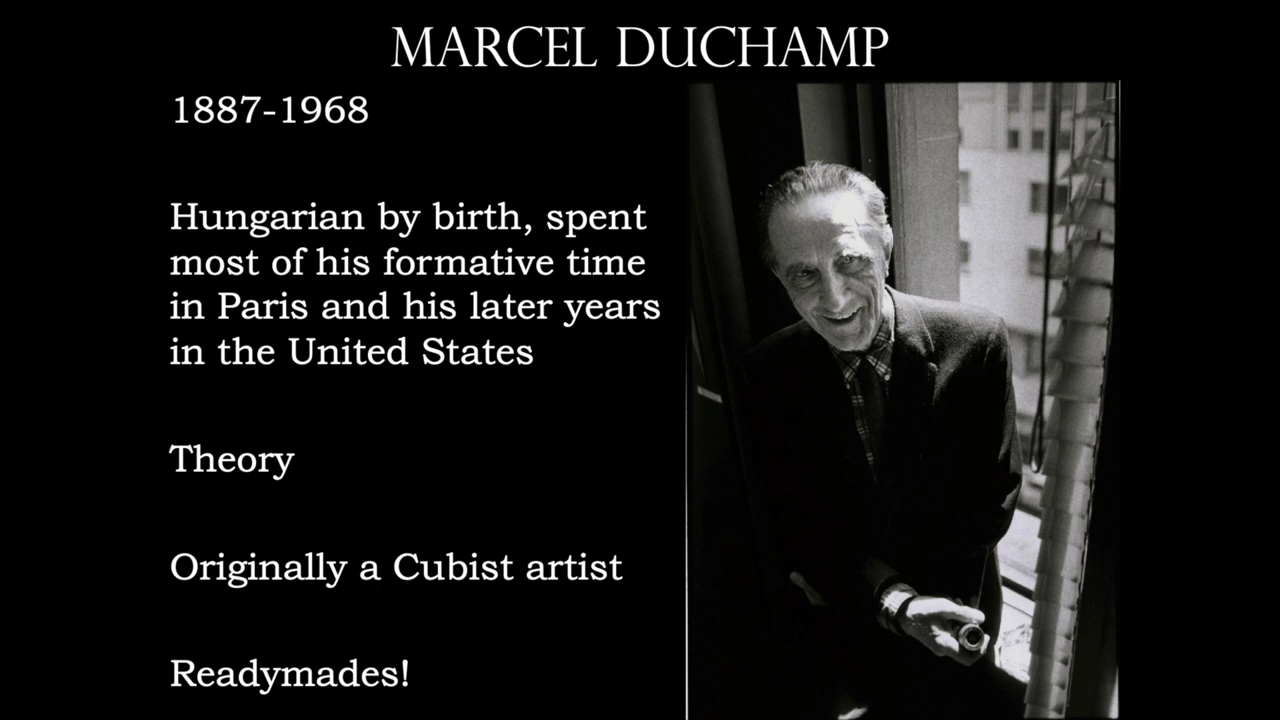 MARCEL DUCHAMP
1887-1968
Hungarian by birth, spent
most of his formative time
in Paris and his later years
in the United States
Theory
Originally a Cubist artist
Readymades!